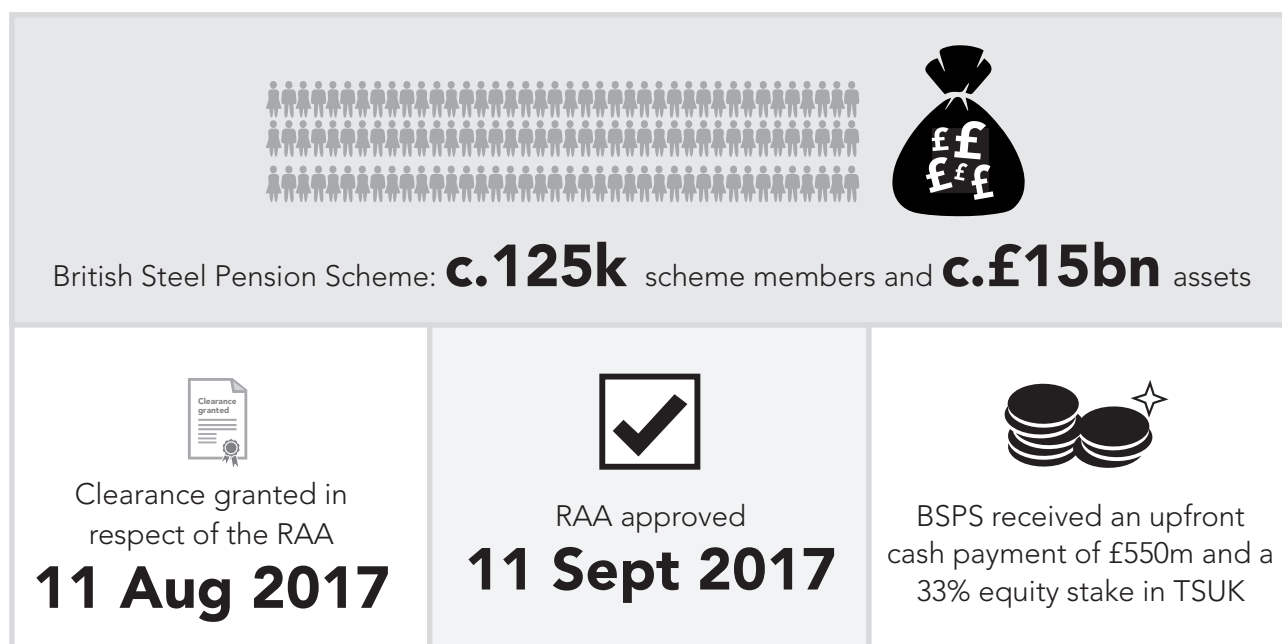 £ £
£ £ £
British Steel Pension Scheme: c.125k scheme members and c.£15bn assets
Clearance
granted
Clearance granted in
respect of the RAA
11 Aug 2017
RAA approved
11 Sept 2017
BSPS received an upfront
cash payment of £550m and a
33% equity stake in TSUK